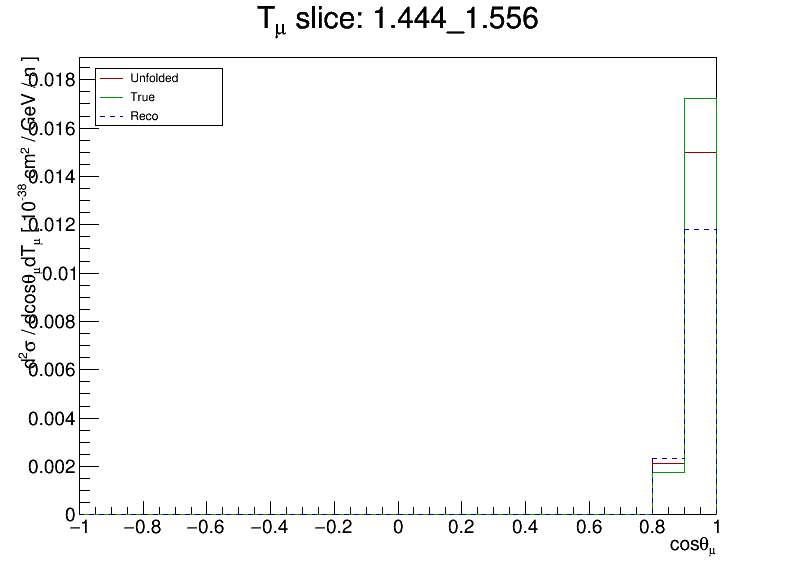 Tμ slice: 1.444_1.556
d²σ / dcosθμdTμ [ 10⁻³⁸ cm² / GeV / n ]
0.018
0.016
0.014
0.012
0.01
0.008
0.006
0.004
0.002
0
Unfolded
True
Reco
−1 −0.8 −0.6 −0.4 −0.2 0 0.2 0.4 0.6 0.8 1
cosθμ